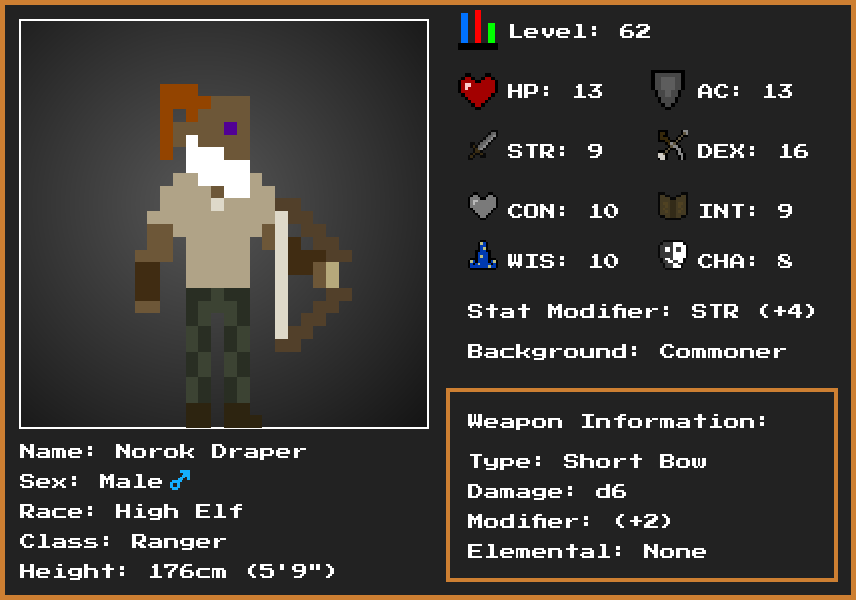 Level: 62
HP: 13
AC: 13
STR: 9
DEX: 16
CON: 10
INT: 9
WIS: 10
CHA: 8
Stat Modifier: STR (+4)
Background: Commoner
Weapon Information:
Type: Short Bow
Damage: d6
Modifier: (+2)
Elemental: None
Name: Norok Draper
Sex: Male♂
Race: High Elf
Class: Ranger
Height: 176cm (5'9")